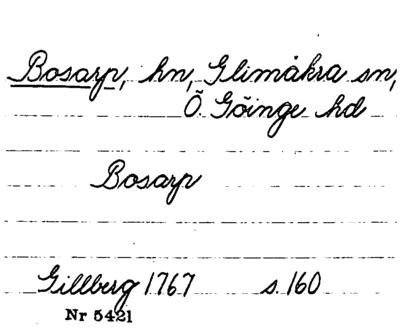 Bosarp, hn, Glimåkra sn,
Ö Göinge hd
Bosarp
Gillberg 1767 s. 160
Nr 5421